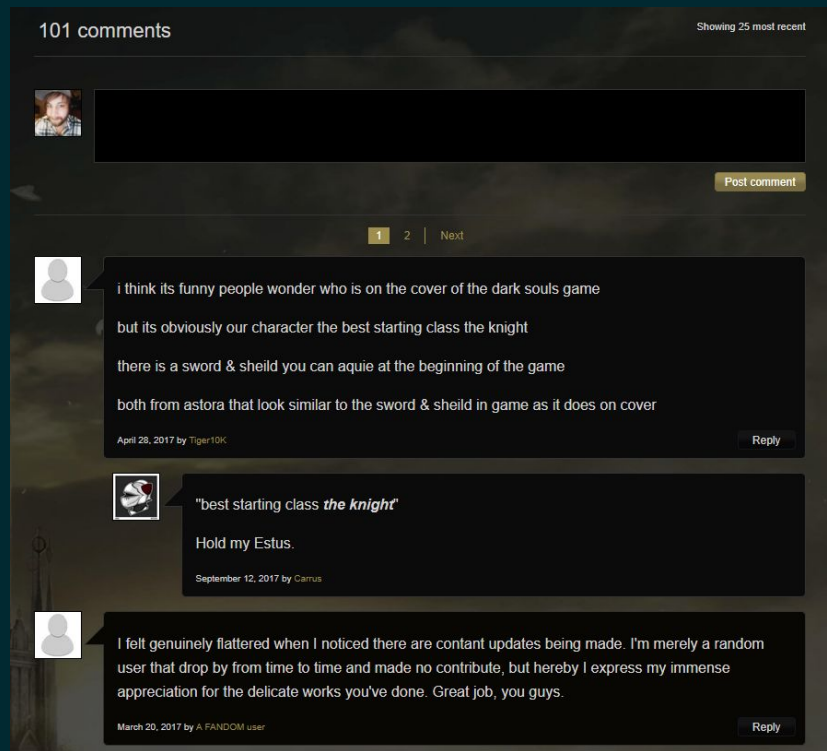 101 comments
Showing 25 most recent
Post comment
1 2 Next
i think its funny people wonder who is on the cover of the dark souls game
but its obviously our character the best starting class the knight
there is a sword & sheild you can aquie at the beginning of the game
both from astora that look similar to the sword & sheild in game as it does on cover
April 28, 2017 by Tiger10K
Reply
"best starting class the knight"
Hold my Estus.
September 12, 2017 by Carrus
I felt genuinely flattered when I noticed there are contant updates being made. I'm merely a random
user that drop by from time to time and made no contribute, but hereby I express my immense
appreciation for the delicate works you've done. Great job, you guys.
March 20, 2017 by A FANDOM user
Reply